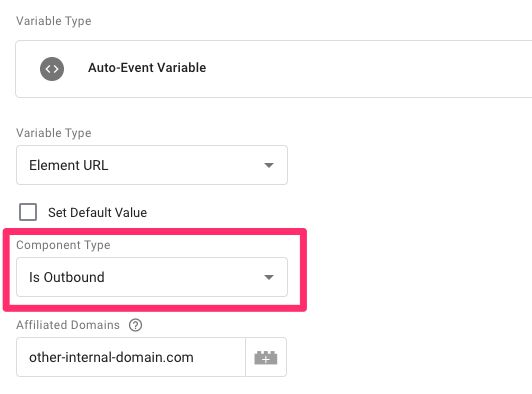 Variable Type
Auto-Event Variable
Variable Type
Element URL
Set Default Value
Component Type
Is Outbound
Affiliated Domains
other-internal-domain.com